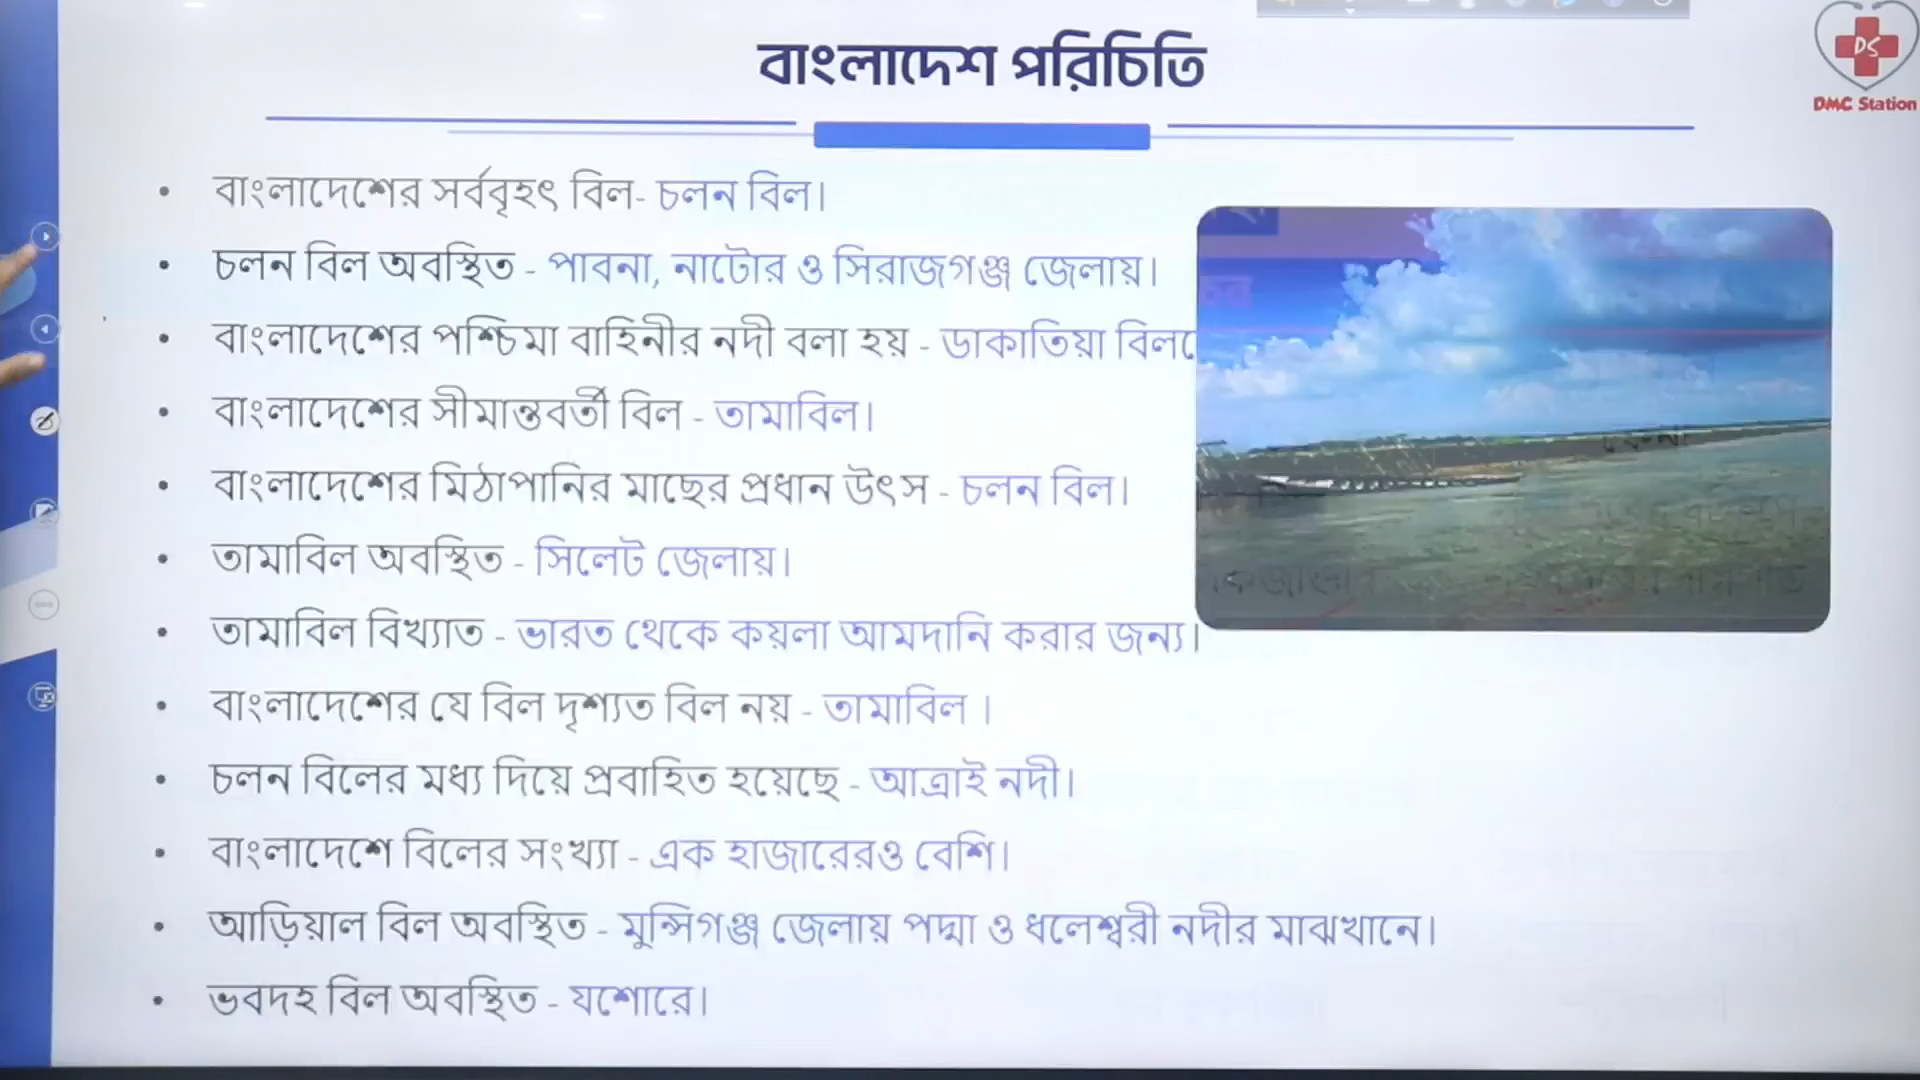 বাংলাদেশ পরিচিতি
DS
DMC Station
• বাংলাদেশের সর্ববৃহৎ বিল- চলন বিল।
• চলন বিল অবস্থিত - পাবনা, নাটোর ও সিরাজগঞ্জ জেলায়।
• বাংলাদেশের পশ্চিমা বাহিনীর নদী বলা হয় - ডাকাতিয়া
• বাংলাদেশের সীমান্তবর্তী বিল - তামাবিল।
• বাংলাদেশের মিঠাপানির মাছের প্রধান উৎস - চলন বিল।
• তামাবিল অবস্থিত - সিলেট জেলায়।
• তামাবিল বিখ্যাত - ভারত থেকে কয়লা আমদানি করার জন্য।
• বাংলাদেশের যে বিল দৃশ্যত বিল নয় - তামাবিল ।
• চলন বিলের মধ্য দিয়ে প্রবাহিত হয়েছে - আত্রাই নদী।
• বাংলাদেশে বিলের সংখ্যা - এক হাজারেরও বেশি।
• আড়িয়াল বিল অবস্থিত - মুন্সিগঞ্জ জেলায় পদ্মা ও ধলেশ্বরী নদীর মাঝখানে।
• ভবদহ বিল অবস্থিত - যশোরে।